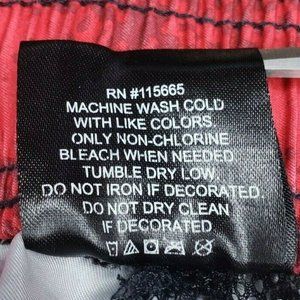 RN #115665
MACHINE WASH COLD
WITH LIKE COLORS.
ONLY NON-CHLORINE
BLEACH WHEN NEEDED.
TUMBLE DRY LOW.
DO NOT IRON IF DECORATED.
DO NOT DRY CLEAN
IF DECORATED